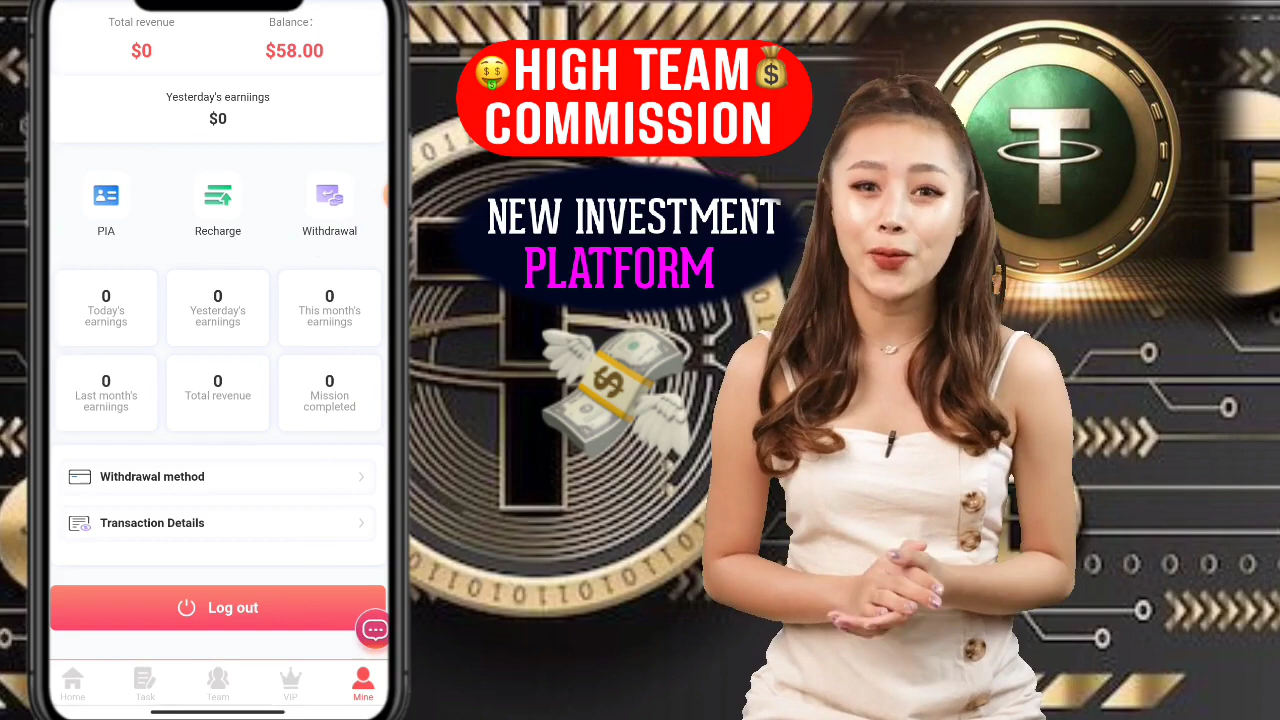 Total revenue
Balance:
$0
$58.00
Yesterday's earniings
$0
PIA
Recharge
Withdrawal
0
Today's
earnings
0
Yesterday's
earniings
0
This month's
earniings
0
Last month's
earniings
0
Total revenue
0
Mission
completed
Withdrawal method
Transaction Details
Log out
Home
Task
Team
VIP
Mine
HIGH TEAM
COMMISSION
NEW INVESTMENT
PLATFORM